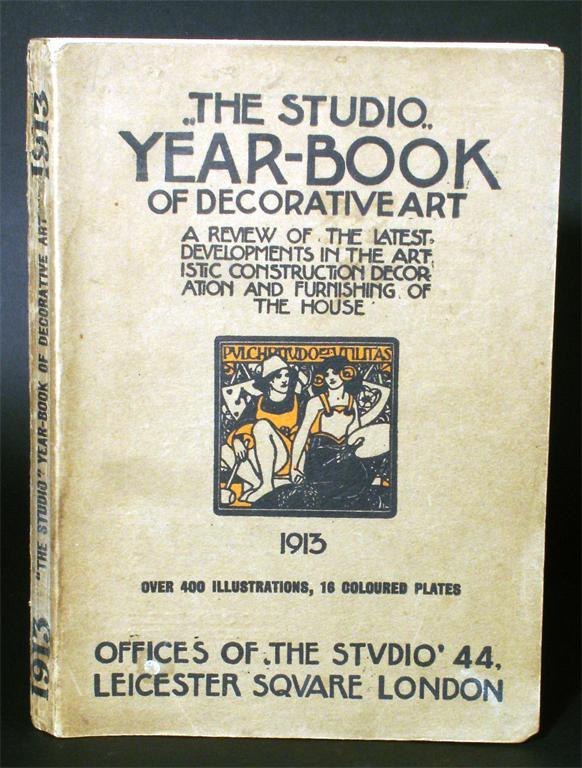 „THE STUDIO„
YEAR-BOOK
OF DECORATIVE ART
A REVIEW OF THE LATEST
DEVELOPMENTS IN THE ART
ISTIC CONSTRUCTION DECOR
ATION AND FURNISHING OF
THE HOUSE
PVLCHRITVDO ET VTILITAS
1913
OVER 400 ILLUSTRATIONS, 16 COLOURED PLATES
OFFICES OF 'THE STVDIO' 44,
LEICESTER SQVARE LONDON
1913
"THE STUDIO" YEAR-BOOK OF DECORATIVE ART
1913